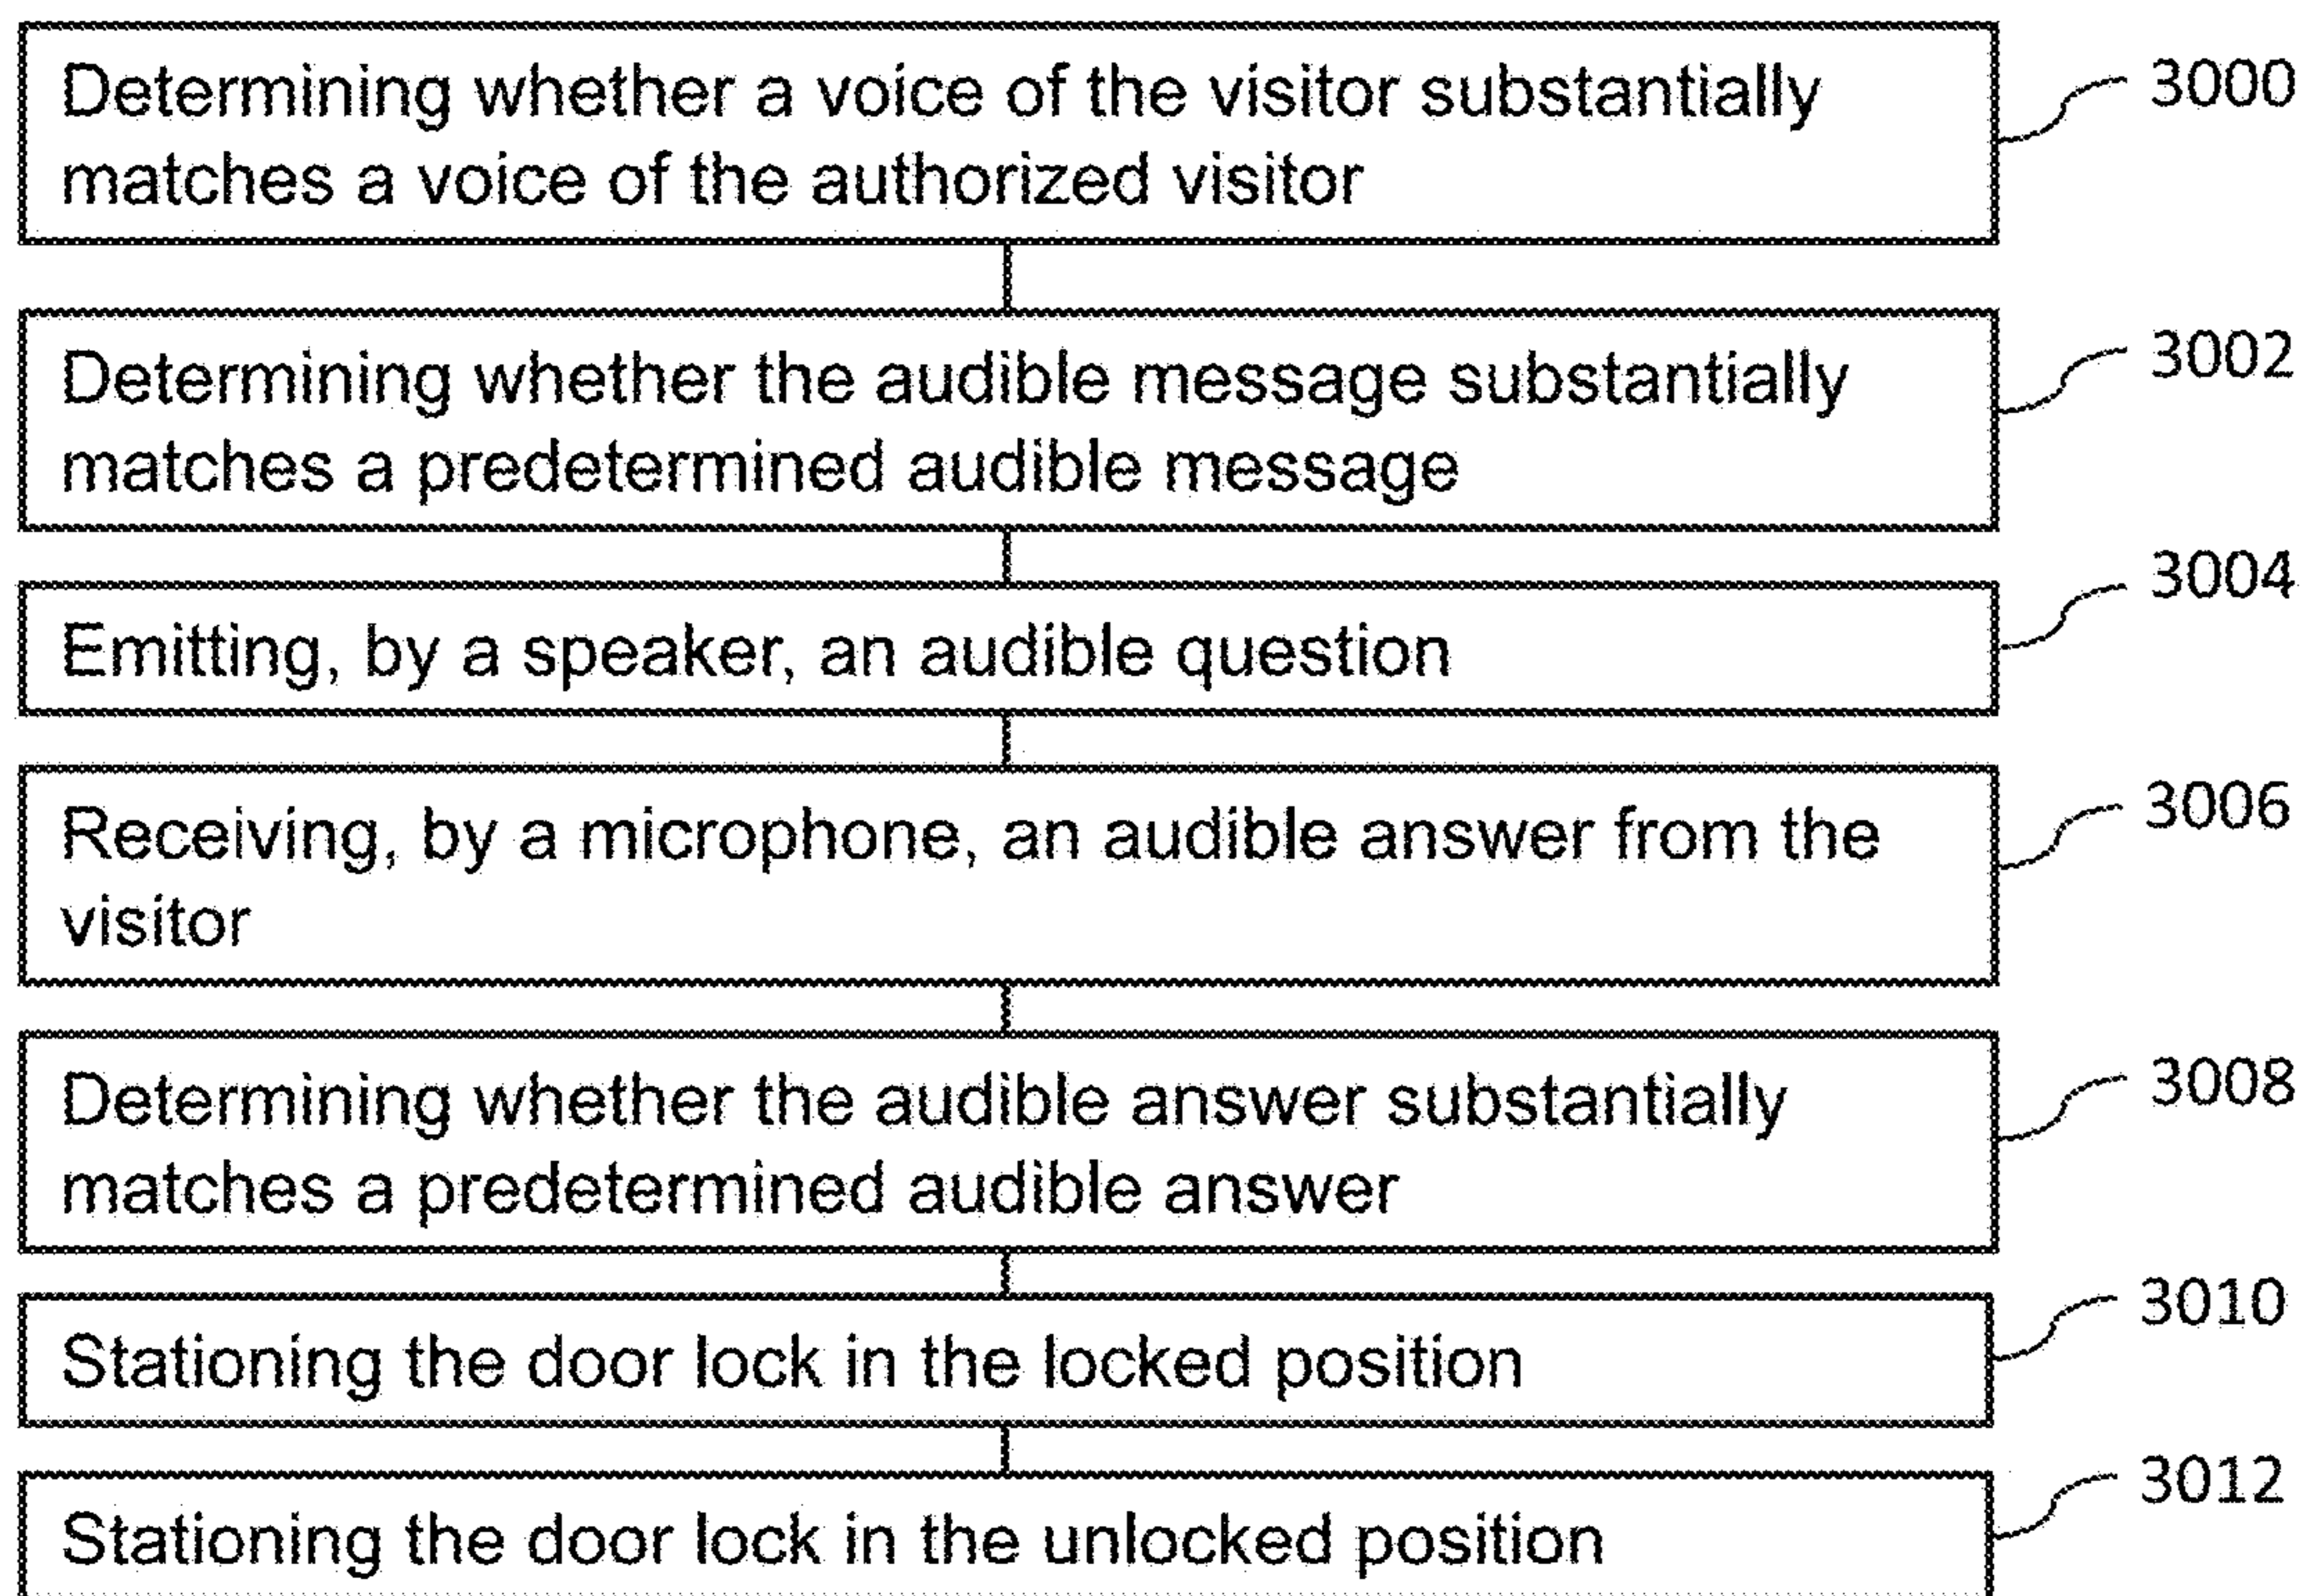 Determining whether a voice of the visitor substantially
matches a voice of the authorized visitor
3000
Determining whether the audible message substantially
matches a predetermined audible message
3002
Emitting, by a speaker, an audible question
3004
Receiving, by a microphone, an audible answer from the
visitor
3006
Determining whether the audible answer substantially
matches a predetermined audible answer
3008
Stationing the door lock in the locked position
3010
Stationing the door lock in the unlocked position
3012